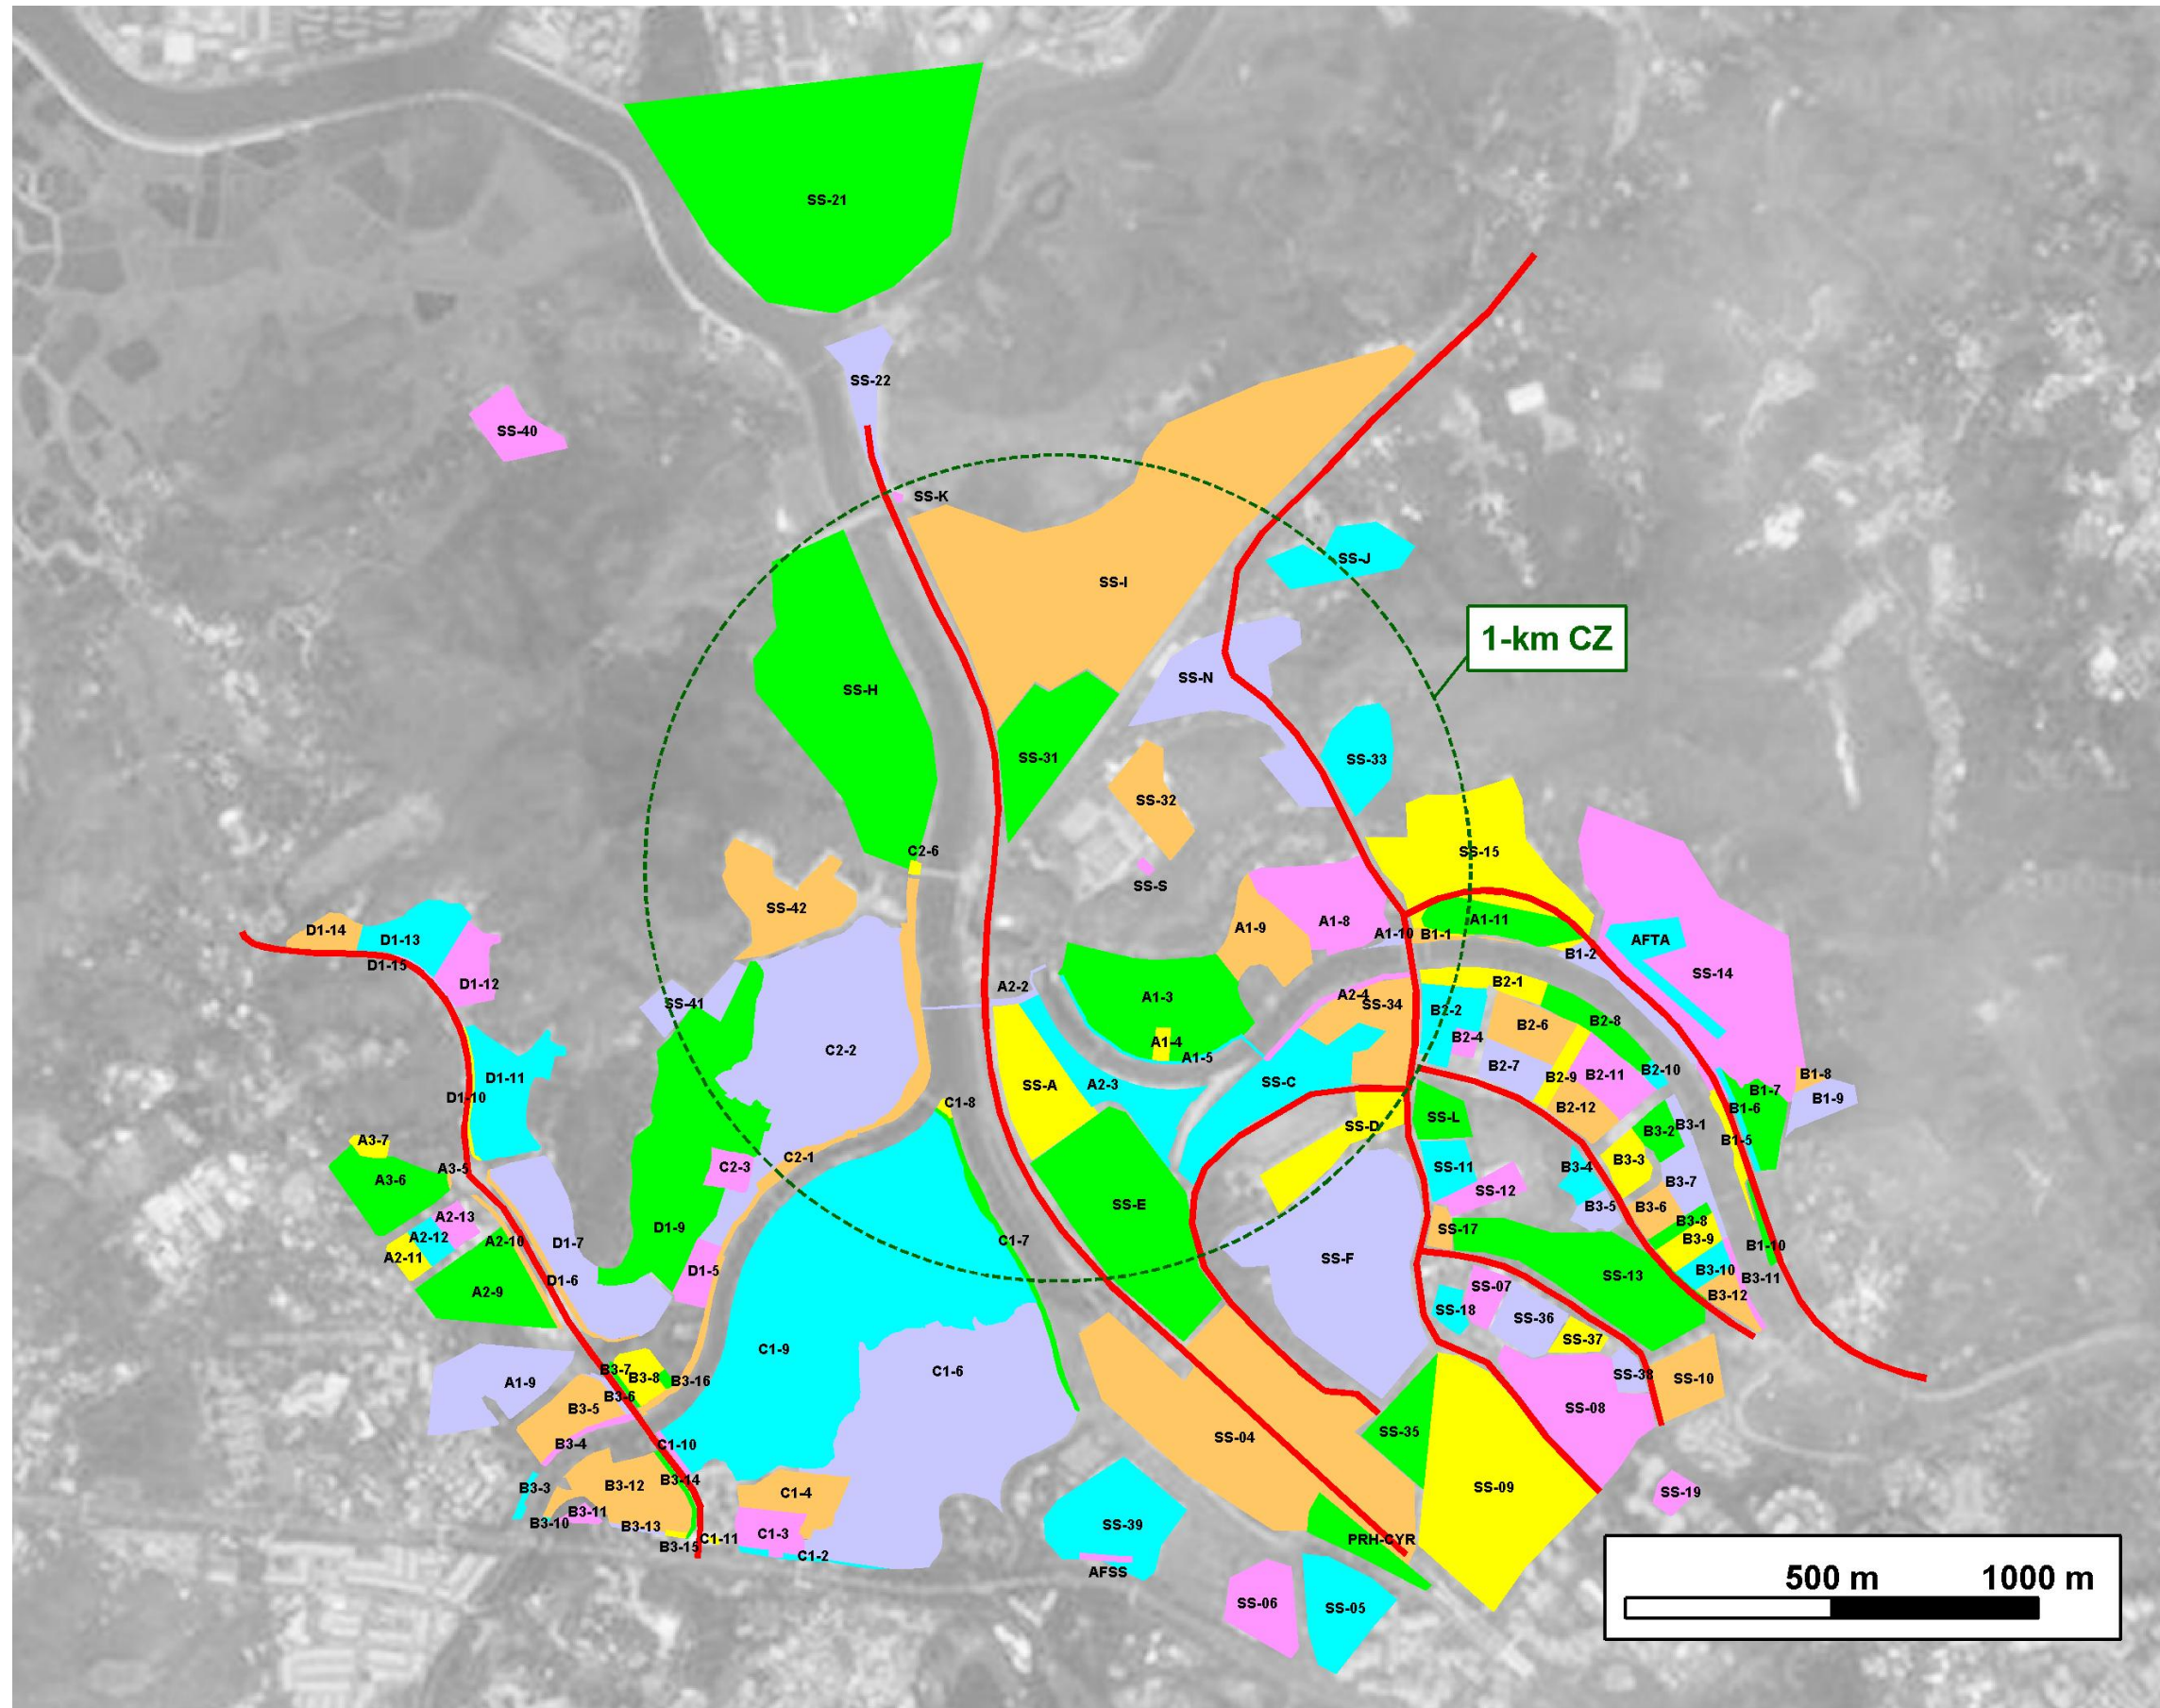 SS-21
SS-22
SS-40
SS-K
SS-J
SS-I
1-km CZ
SS-N
SS-H
SS-31
SS-33
SS-32
C2-6
SS-15
SS-S
SS-42
A1-9
A1-8
A1-11
D1-14
A1-10
B1-1
D1-13
AFTA
B1-2
D1-15
SS-14
D1-12
B2-1
A2-2
A2-4
A1-3
SS-41
SS-34
B2-2
B2-8
B2-6
B2-4
A1-4
C2-2
A1-5
B2-7
B2-10
D1-11
B2-9
B2-11
B1-8
SS-C
SS-A
A2-3
B1-7
D1-10
B1-9
C1-8
B2-12
B1-6
SS-L
SS-D
B3-1
B3-2
A3-7
B1-5
C2-1
B3-3
C2-3
SS-11
B3-4
A3-5
A3-6
B3-7
SS-12
SS-E
B3-5
B3-6
A2-13
B3-8
D1-9
SS-17
A2-12
B3-9
C1-7
A2-10
D1-7
B1-10
A2-11
SS-F
D1-5
B3-10
SS-13
B3-11
D1-6
SS-07
A2-9
B3-12
SS-18
SS-36
SS-37
C1-9
B3-7
C1-6
SS-38
B3-8
SS-10
B3-16
A1-9
B3-6
B3-5
SS-08
SS-35
SS-04
B3-4
C1-10
B3-14
B3-12
SS-09
B3-3
C1-4
SS-19
B3-11
B3-10
SS-39
B3-13
C1-3
C1-11
PRH-CYR
B3-15
C1-2
AFSS
500 m
1000 m
SS-06
SS-05